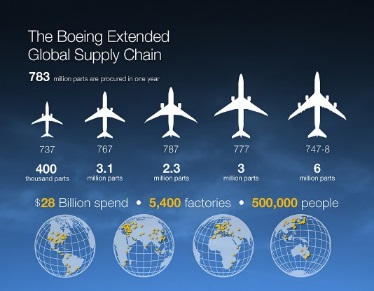 The Boeing Extended
Global Supply Chain
783 million parts are procured in one year
737 767 787 777 747-8
400 3.1 2.3 3 6
thousand parts million parts million parts million parts million parts
$28 Billion spend • 5,400 factories • 500,000 people